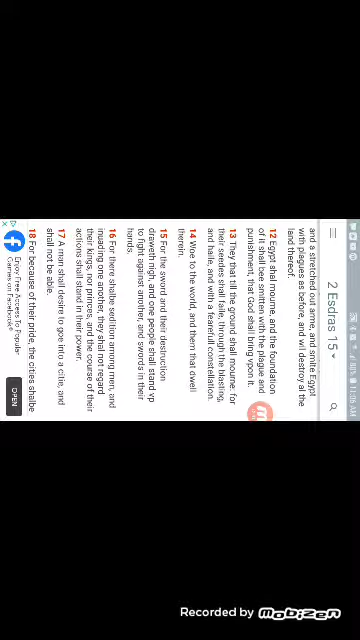 11:06 AM
2 Esdras 15
and a stretched out arme, and smite Egypt
with plagues as before, and wil destroy al the
land thereof.
12 Egypt shal mourne, and the foundation
of it shall bee smitten with the plague and
punishment, that God shall bring vpon it.
13 They that till the ground shall mourne: for
their seedes shall faile, through the blasting,
and haile, and with a fearefull constellation.
14 Woe to the world, and them that dwell
therein.
15 For the sword and their destruction
draweth nigh, and one people shall stand vp
to fight against another, and swords in their
hands.
16 For there shalbe sedition among men, and
inuading one another, they shall not regard
their kings, nor princes, and the course of their
actions shall stand in their power.
17 A man shall desire to goe into a citie, and
shall not be able.
18 For because of their pride, the cities shalbe
Enjoy Free Access To Popular
Games on Facebook®
OPEN
Recorded by mobizen